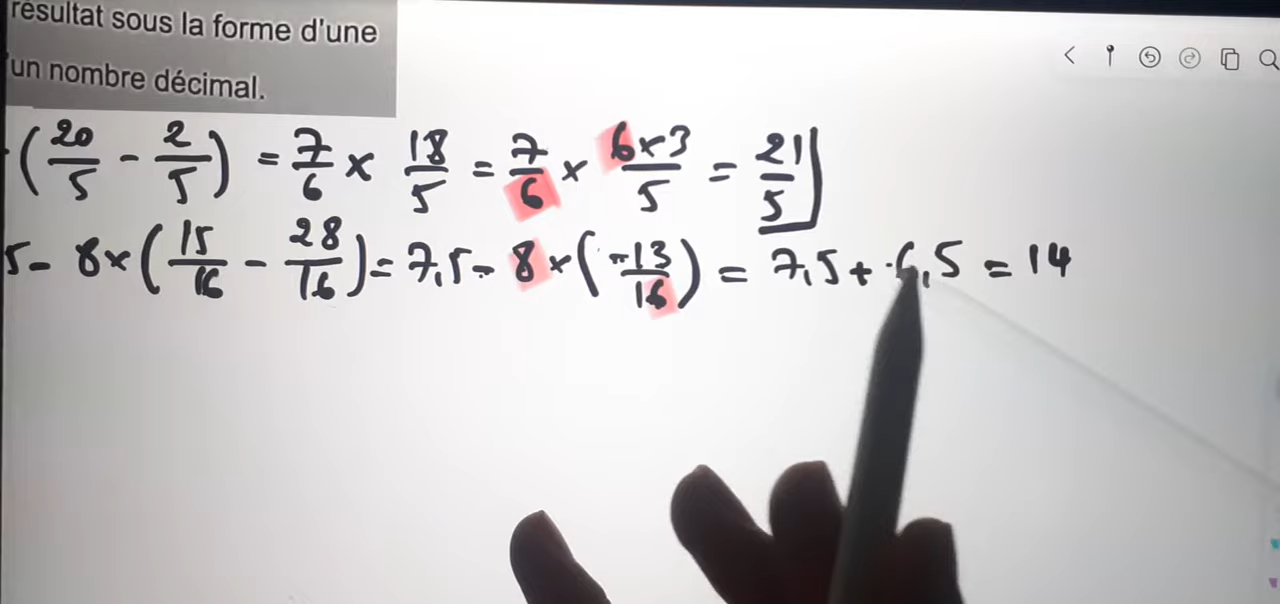 résultat sous la forme d'une
un nombre décimal.
(20/5 - 2/5) = 7/6 × 18/5 = 7/6 × 6×3/5 = 21/5
5 - 8×(15/16 - 28/16) = 7,5 - 8×(-13/16) = 7,5 + 6,5 = 14